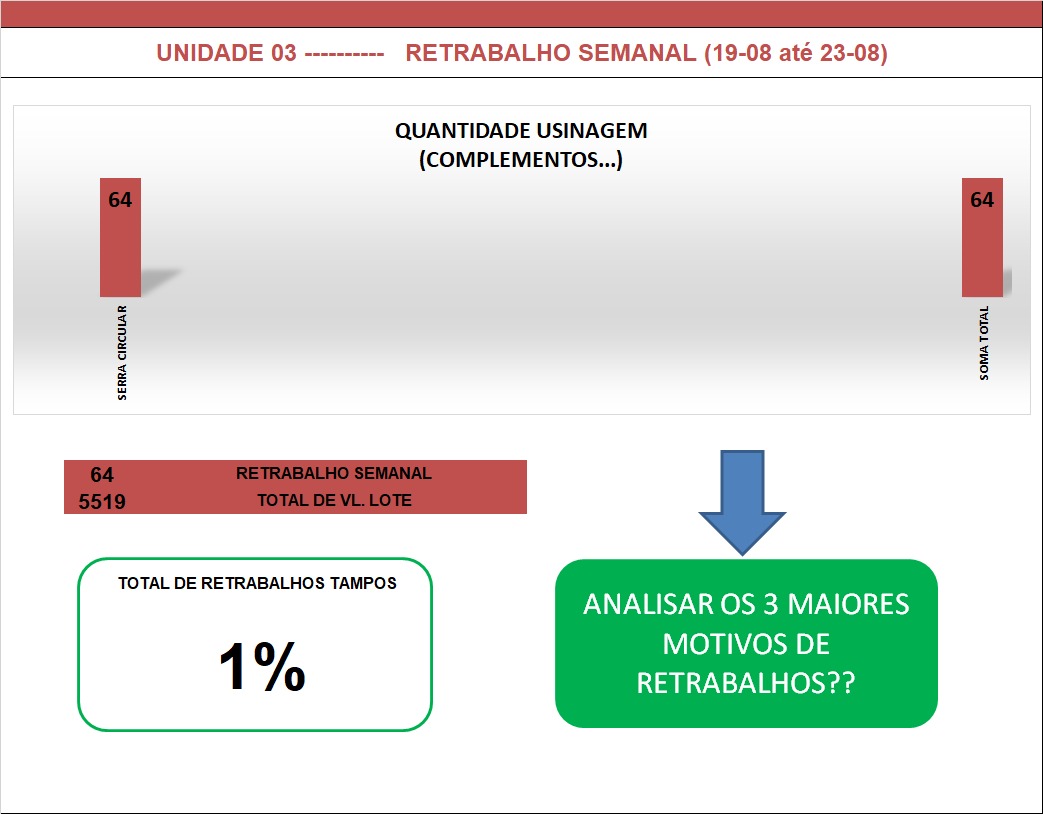 UNIDADE 03 ---------- RETRABALHO SEMANAL (19-08 até 23-08)
QUANTIDADE USINAGEM
(COMPLEMENTOS...)
64
64
SERRA CIRCULAR
SOMA TOTAL
64 RETRABALHO SEMANAL
5519 TOTAL DE VL. LOTE
TOTAL DE RETRABALHOS TAMPOS
1%
ANALISAR OS 3 MAIORES
MOTIVOS DE
RETRABALHOS??